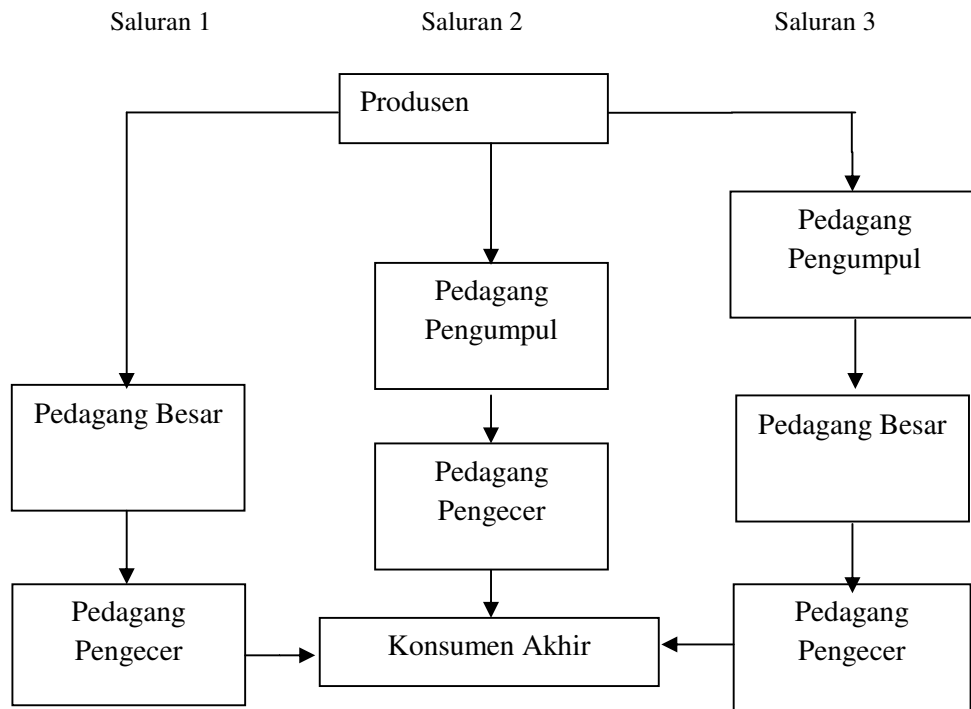 Saluran 1
Saluran 2
Saluran 3
Produsen
Pedagang
Pengumpul
Pedagang
Pengumpul
Pedagang Besar
Pedagang Besar
Pedagang
Pengecer
Pedagang
Pengecer
Konsumen Akhir
Pedagang
Pengecer